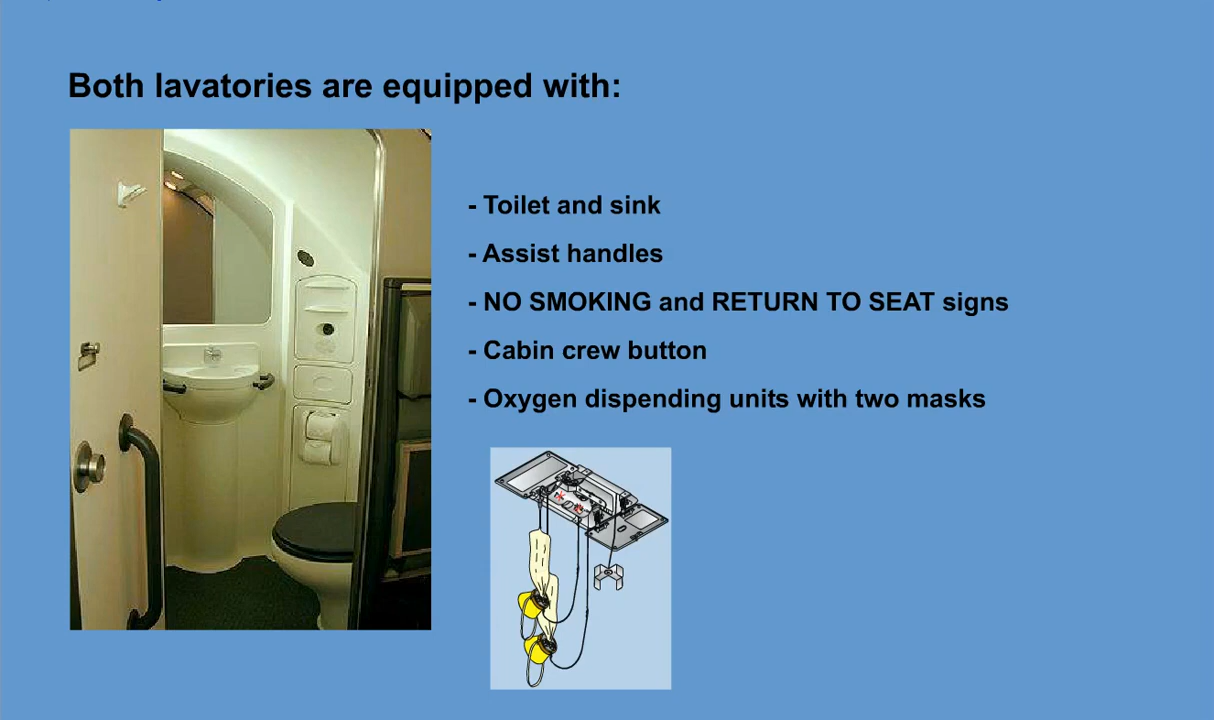 Both lavatories are equipped with:
- Toilet and sink
- Assist handles
- NO SMOKING and RETURN TO SEAT signs
- Cabin crew button
- Oxygen dispending units with two masks